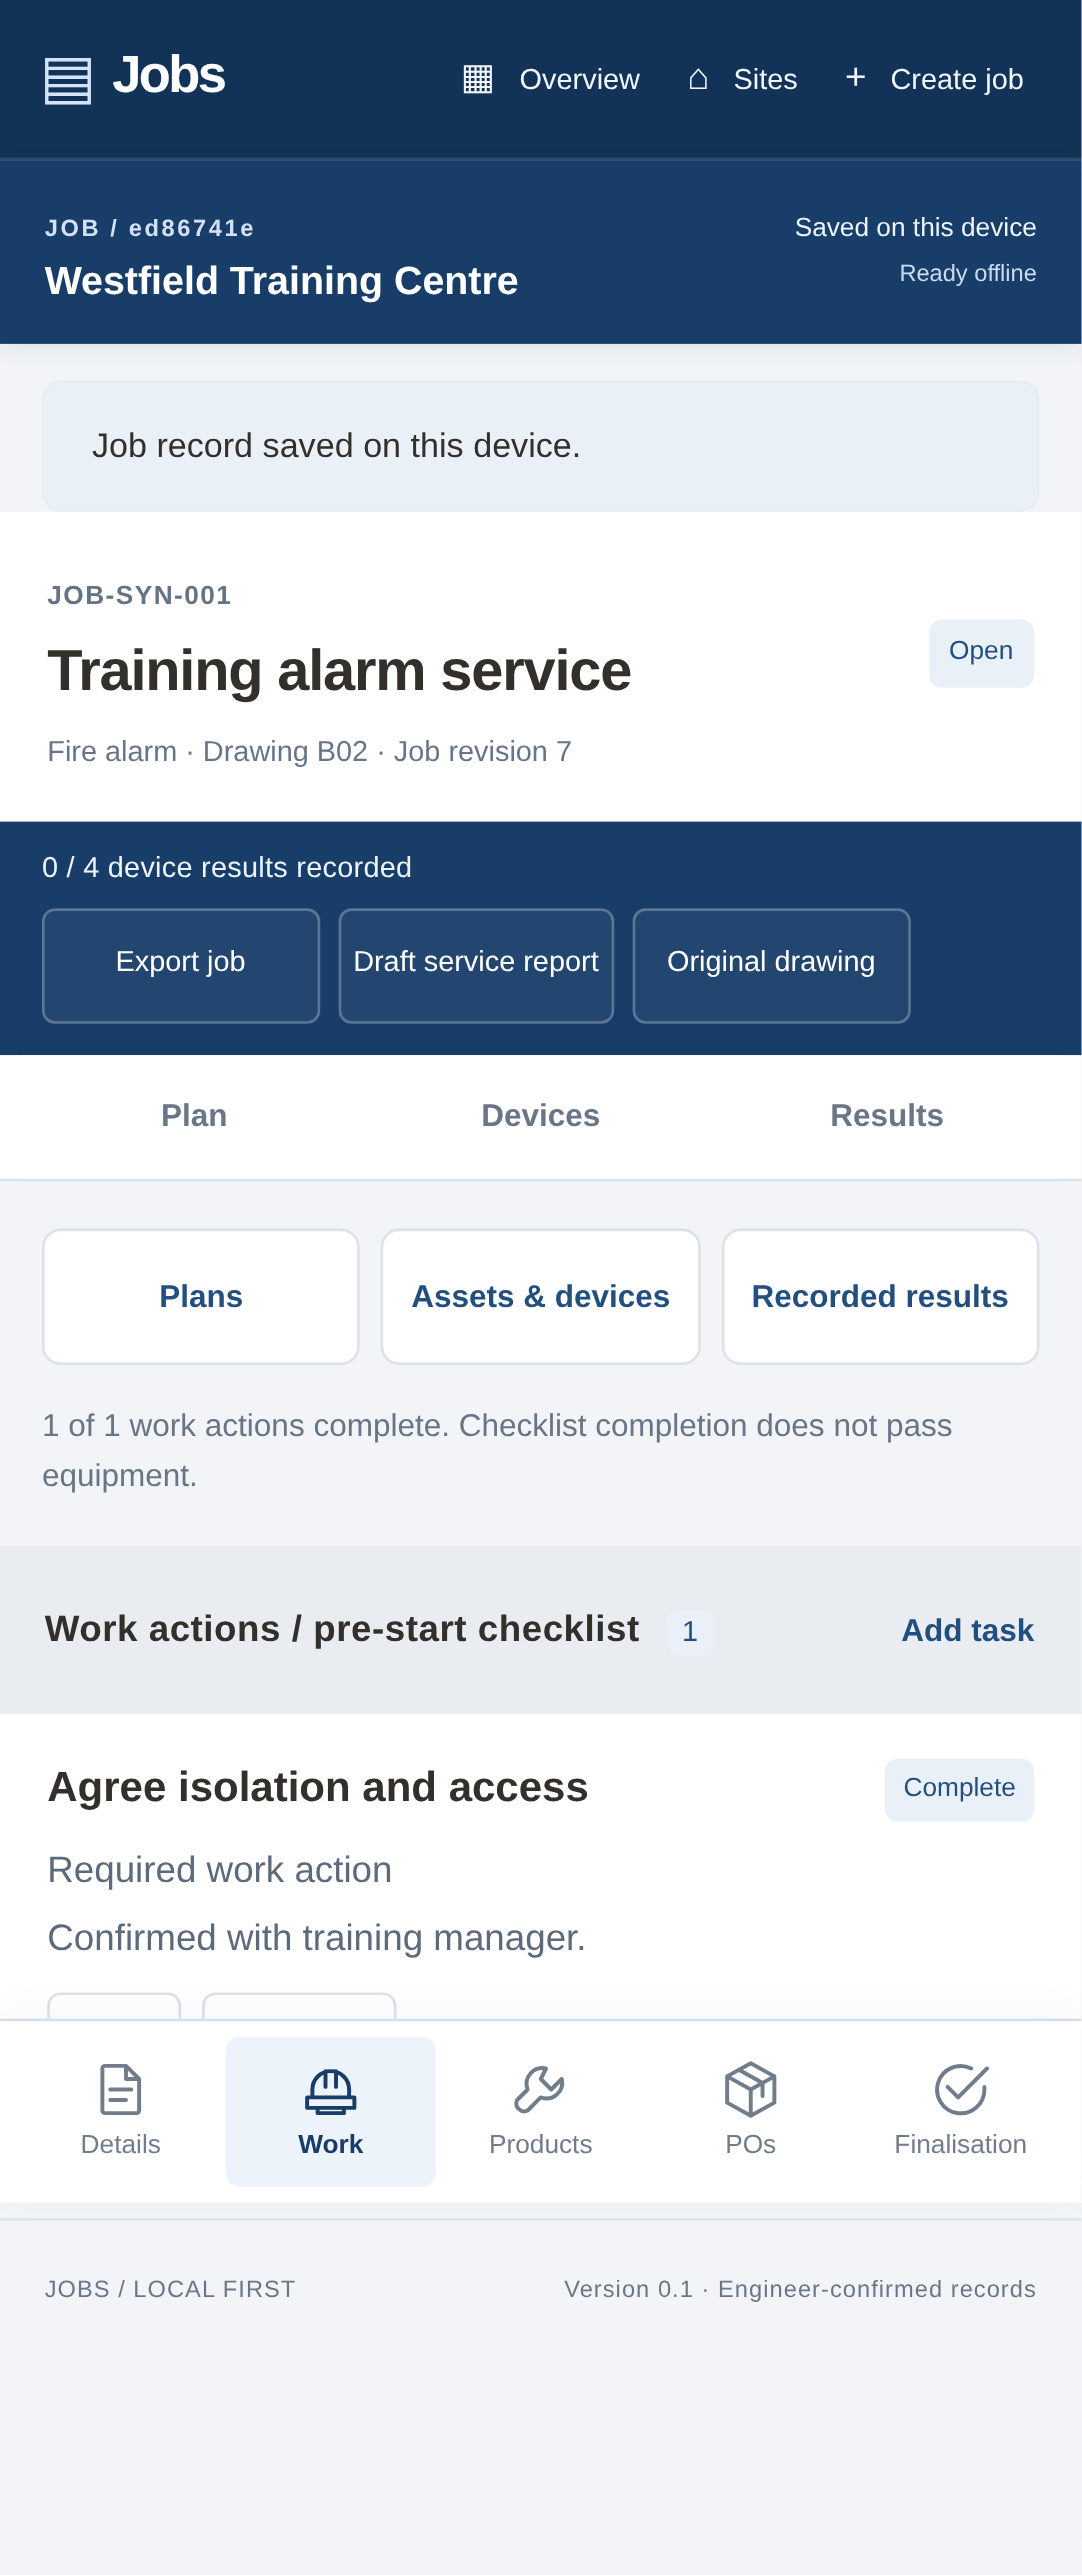 Jobs
Overview
Sites
+ Create job
JOB / ed86741e
Saved on this device
Westfield Training Centre
Ready offline
Job record saved on this device.
JOB-SYN-001
Training alarm service
Open
Fire alarm · Drawing B02 · Job revision 7
0 / 4 device results recorded
Export job
Draft service report
Original drawing
Plan
Devices
Results
Plans
Assets & devices
Recorded results
1 of 1 work actions complete. Checklist completion does not pass
equipment.
Work actions / pre-start checklist 1
Add task
Agree isolation and access
Complete
Required work action
Confirmed with training manager.
Details
Work
Products
POs
Finalisation
JOBS / LOCAL FIRST
Version 0.1 · Engineer-confirmed records